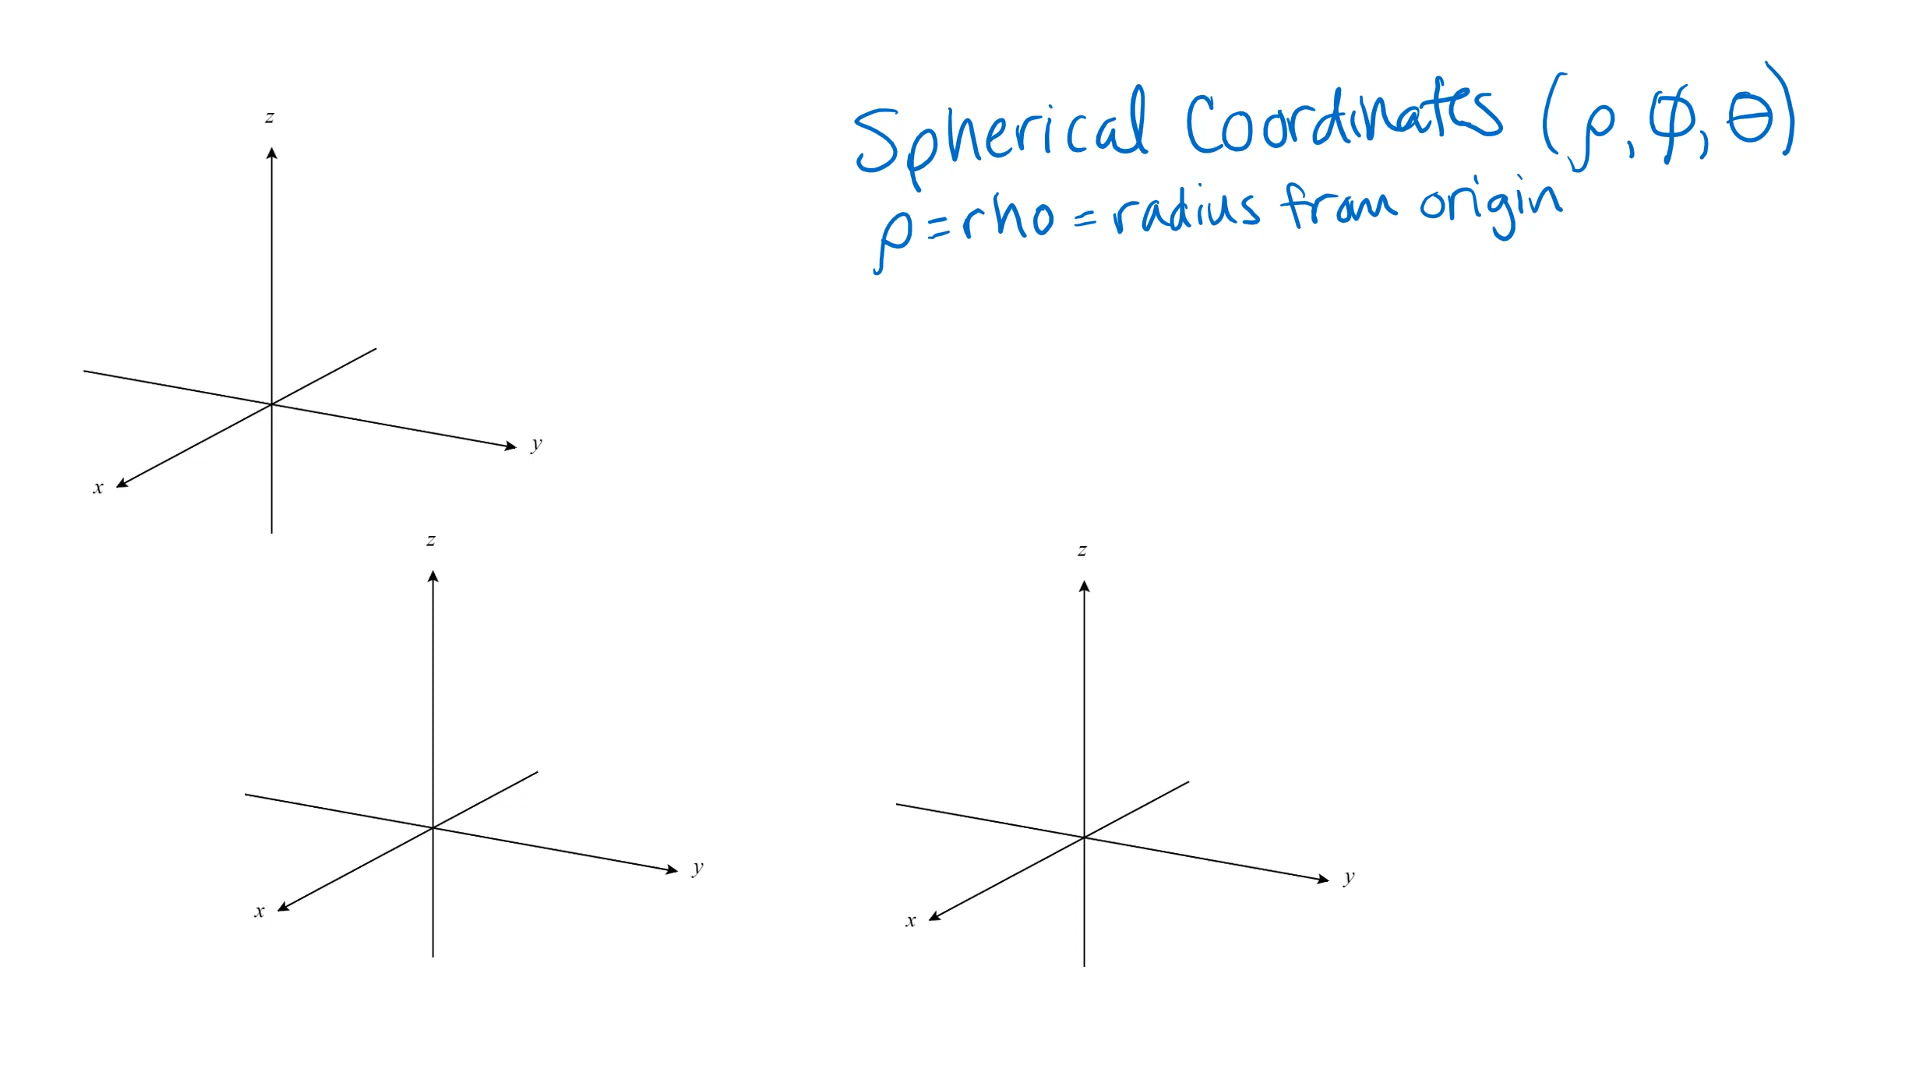 Spherical Coordinates (ρ, φ, θ)
ρ = rho = radius from origin
z
y
x
z
y
x
z
y
x